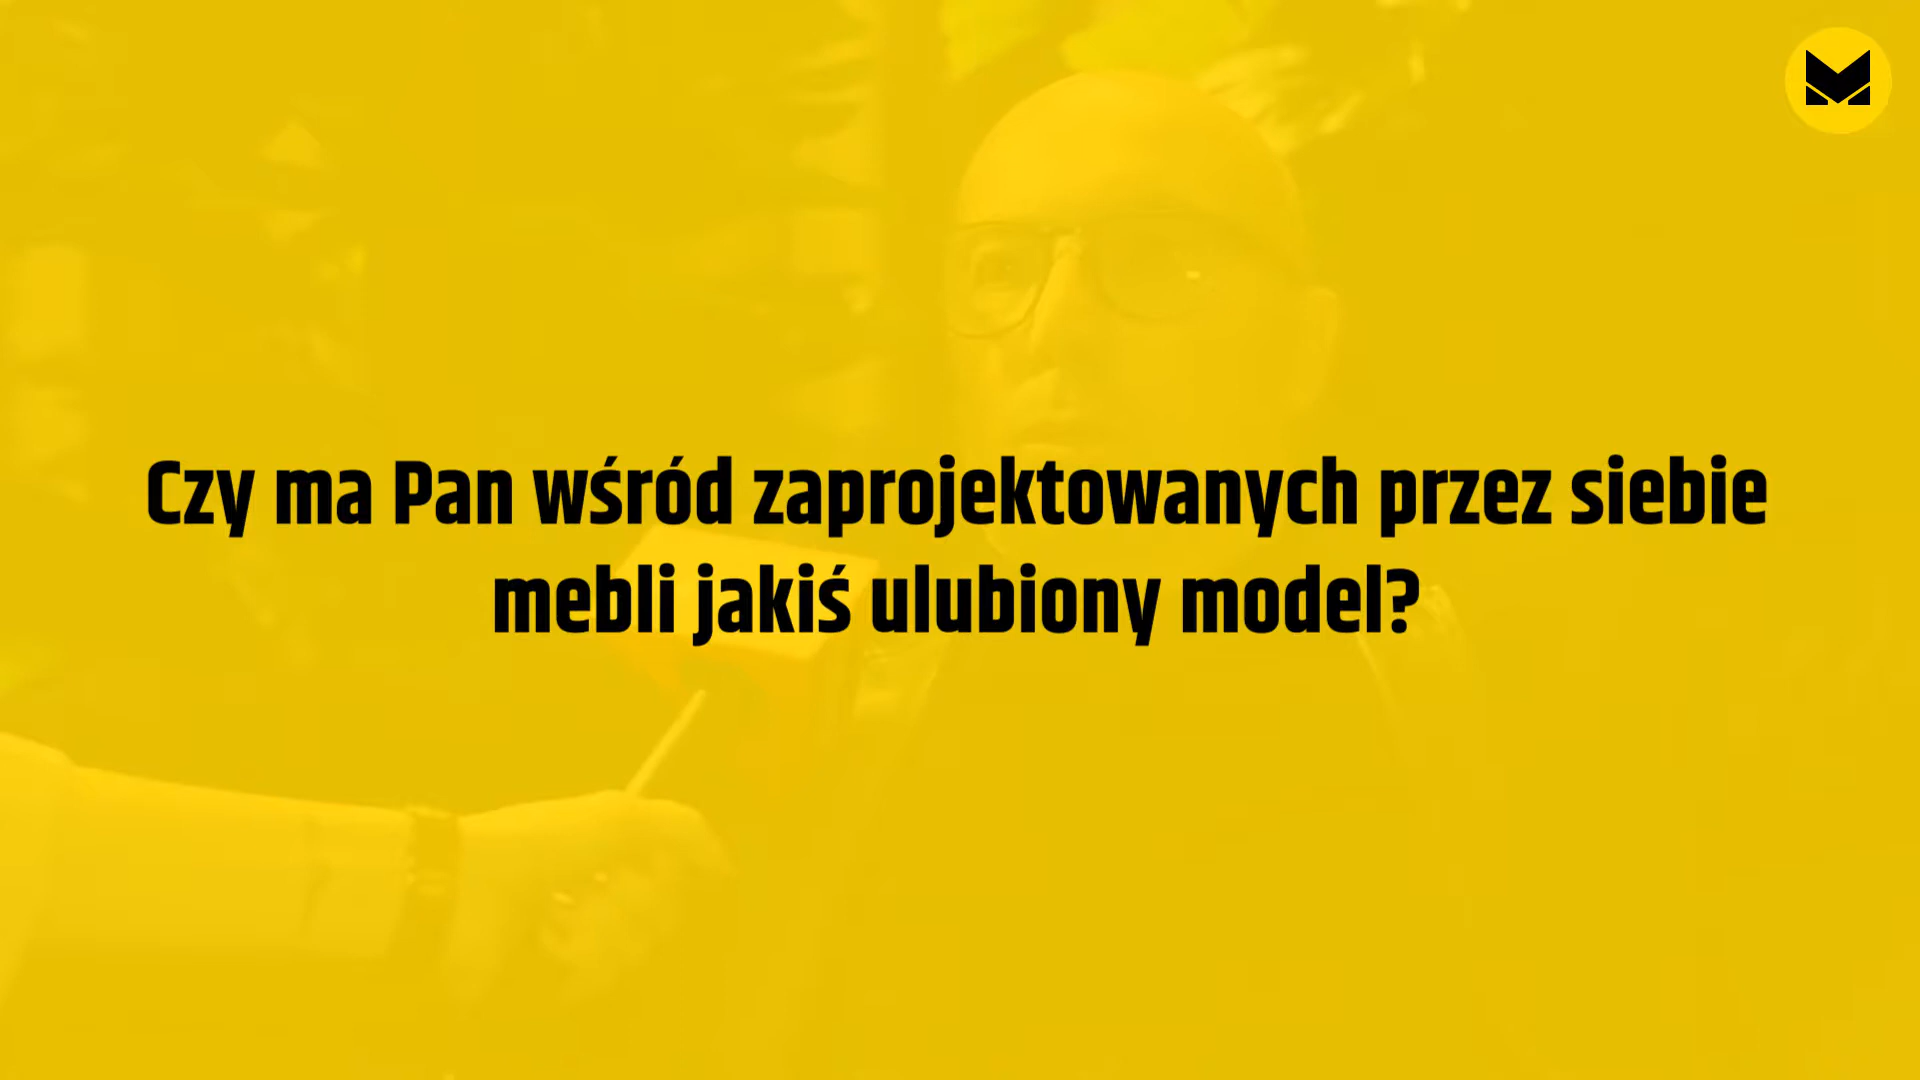 Czy ma Pan wśród zaprojektowanych przez siebie
mebli jakiś ulubiony model?